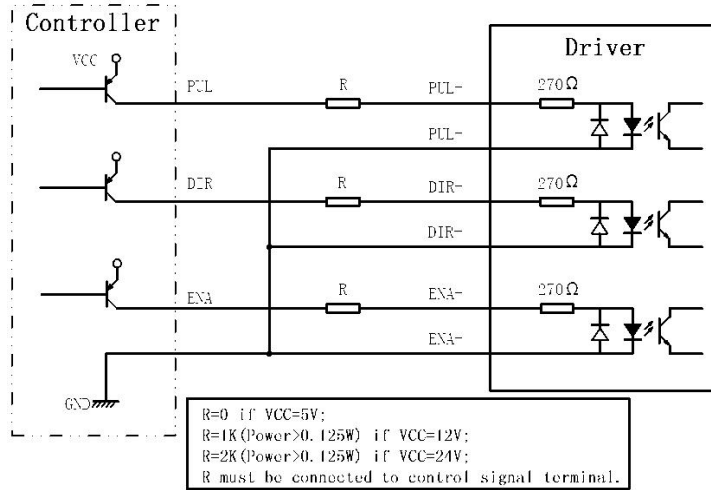 Controller
Driver
VCC
PUL
R
PUL-
270Ω
PUL-
DIR
R
DIR-
270Ω
DIR-
ENA
R
ENA-
270Ω
ENA-
GND
R=0 if VCC=5V;
R=1K(Power>0.125W) if VCC=12V;
R=2K(Power>0.125W) if VCC=24V;
R must be connected to control signal terminal.